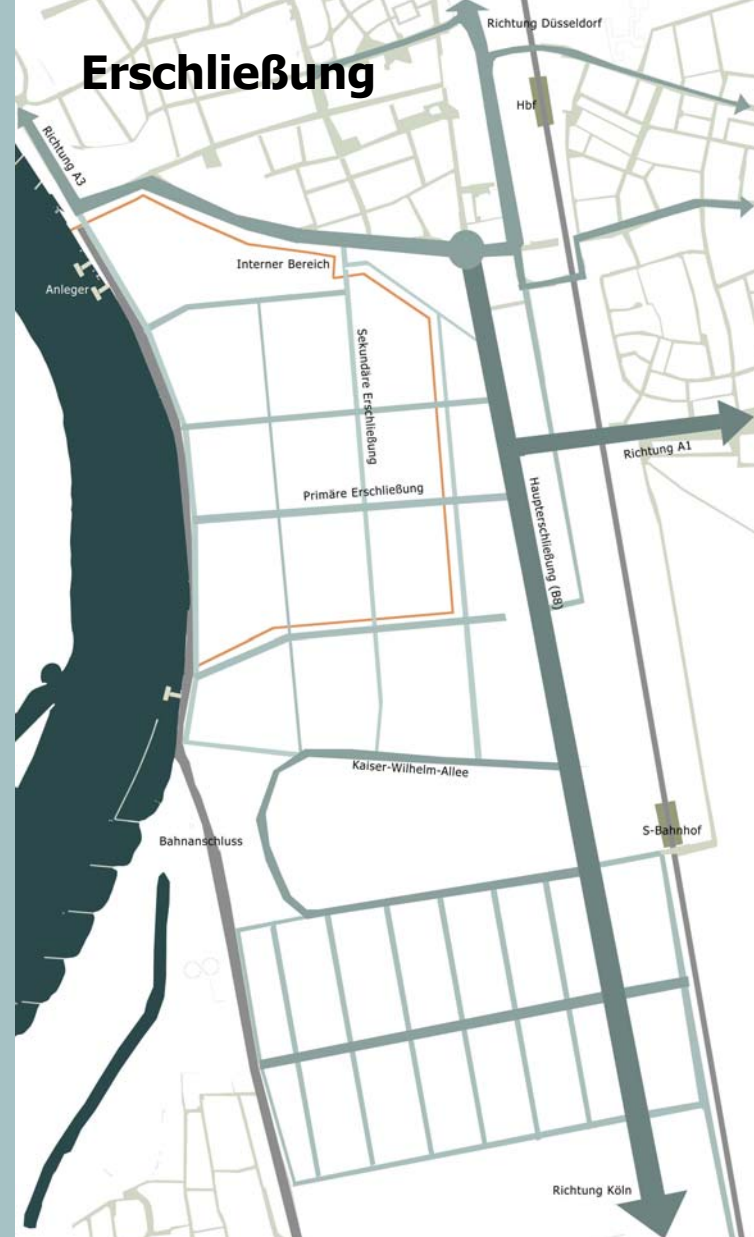 Erschließung
Richtung Düsseldorf
Hbf
Richtung A3
Interner Bereich
Anleger
Sekundäre Erschließung
Richtung A1
Primäre Erschließung
Haupterschließung (B8)
Kaiser-Wilhelm-Allee
S-Bahnhof
Bahnanschluss
Richtung Köln